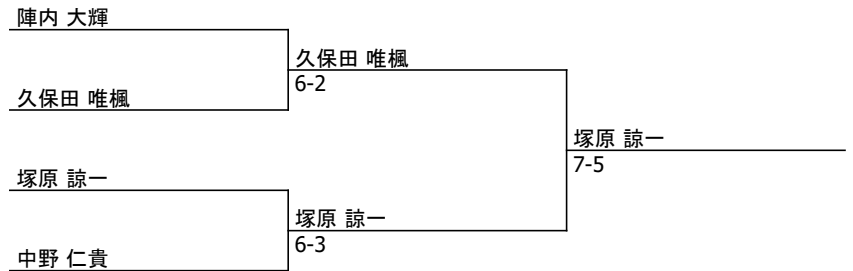 陣内 大輝
久保田 唯楓
6-2
久保田 唯楓
塚原 諒一
7-5
塚原 諒一
塚原 諒一
6-3
中野 仁貴